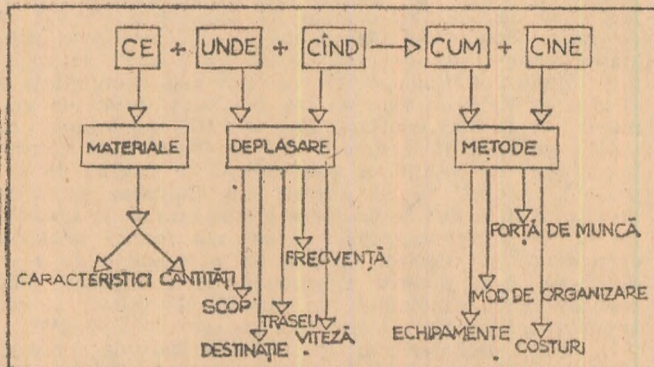 CE + UNDE + CÎND → CUM + CINE
MATERIALE DEPLASARE METODE
FORȚĂ DE MUNCĂ
FRECVENȚĂ
CARACTERISTICI CANTITĂȚI
MOD DE ORGANIZARE
SCOP
TRASEU
ECHIPAMENTE VITEZĂ
DESTINAȚIE COSTURI